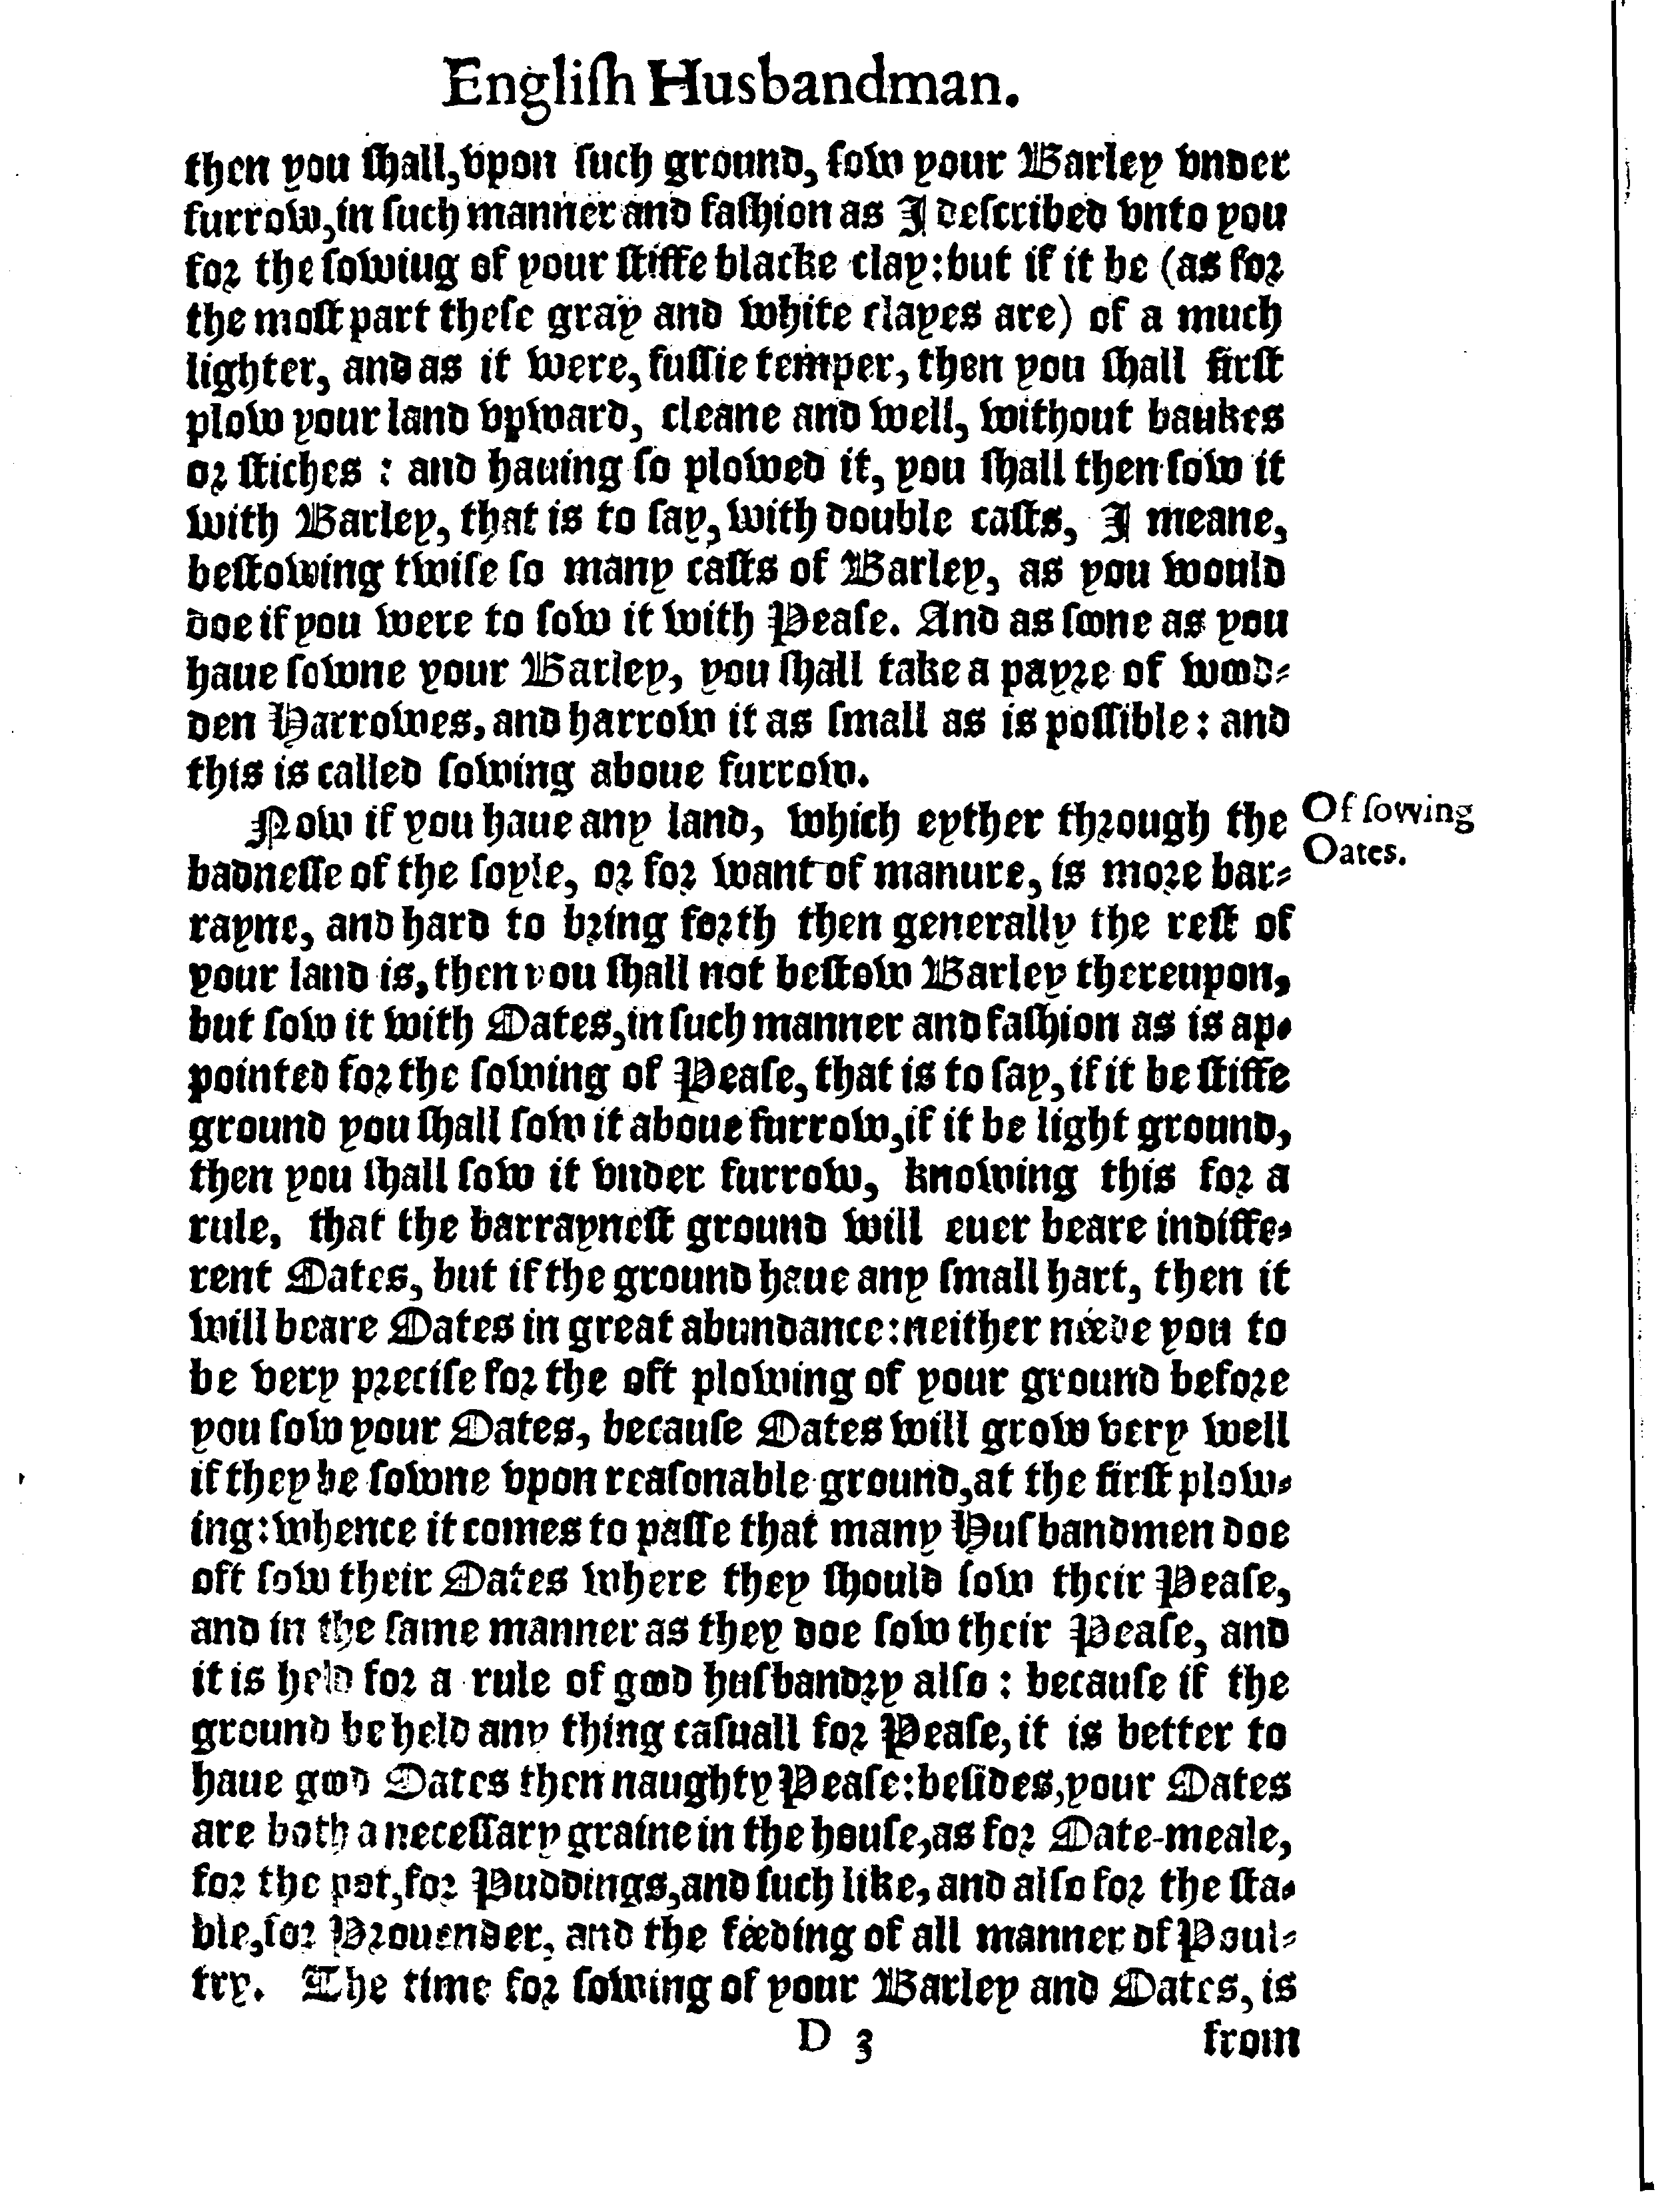 Engliſh Husbandman.
then you ſhall, vpon ſuch ground, ſow your Barley vnder
furrow, in ſuch manner and faſhion as I deſcribed vnto you
for the ſowiug of your ſtiffe blacke clay: but if it be (as for
the moſt part theſe gray and white clayes are) of a much
lighter, and as it were, fuſſie temper, then you ſhall firſt
plow your land vpward, cleane and well, without baukes
or ſtiches : and hauing ſo plowed it, you ſhall then ſow it
with Barley, that is to ſay, with double caſts, I meane,
beſtowing twiſe ſo many caſts of Barley, as you would
doe if you were to ſow it with Peaſe. And as ſoone as you
haue ſowne your Barley, you ſhall take a payre of wood-
den Harrowes, and harrow it as ſmall as is poſſible : and
this is called ſowing aboue furrow.
Now if you haue any land, which eyther through the
Of ſowing
Oates.
badneſſe of the ſoyle, or for want of manure, is more bar-
rayne, and hard to bring forth then generally the reſt of
your land is, then you ſhall not beſtow Barley thereupon,
but ſow it with Oates, in ſuch manner and faſhion as is ap-
pointed for the ſowing of Peaſe, that is to ſay, if it be ſtiffe
ground you ſhall ſow it aboue furrow, if it be light ground,
then you ſhall ſow it vnder furrow, knowing this for a
rule, that the barrayneſt ground will euer beare indiffe-
rent Oates, but if the ground haue any ſmall hart, then it
will beare Oates in great abundance: neither neede you to
be very preciſe for the oft plowing of your ground before
you ſow your Oates, becauſe Oates will grow very well
if they be ſowne vpon reaſonable ground, at the firſt plow-
ing: whence it comes to paſſe that many Huſbandmen doe
oft ſow their Oates where they ſhould ſow their Peaſe,
and in the ſame manner as they doe ſow their Peaſe, and
it is held for a rule of good huſbandry alſo : becauſe if the
ground be held any thing caſuall for Peaſe, it is better to
haue good Oates then naughty Peaſe: beſides, your Oates
are both a neceſſary graine in the houſe, as for Oate-meale,
for the pot, for Puddings, and ſuch like, and alſo for the ſta-
ble, for Prouender, and the feeding of all manner of Poul-
try. The time for ſowing of your Barley and Oates, is
D 3
from